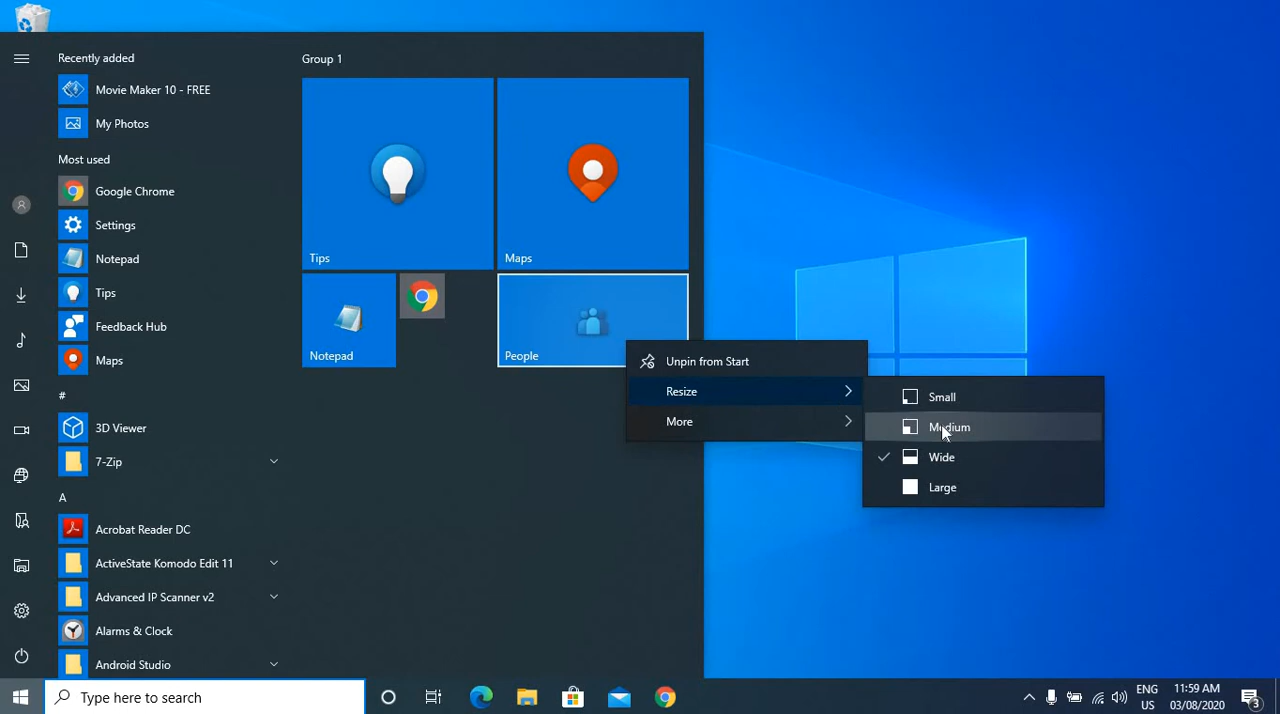 Recently added
Movie Maker 10 - FREE
My Photos
Most used
Google Chrome
Settings
Notepad
Tips
Feedback Hub
Maps
#
3D Viewer
7-Zip
A
Acrobat Reader DC
ActiveState Komodo Edit 11
Advanced IP Scanner v2
Alarms & Clock
Android Studio
Group 1
Tips
Maps
Notepad
People
Unpin from Start
Resize
More
Small
Medium
Wide
Large
Type here to search
ENG
US
11:59 AM
03/08/2020
3